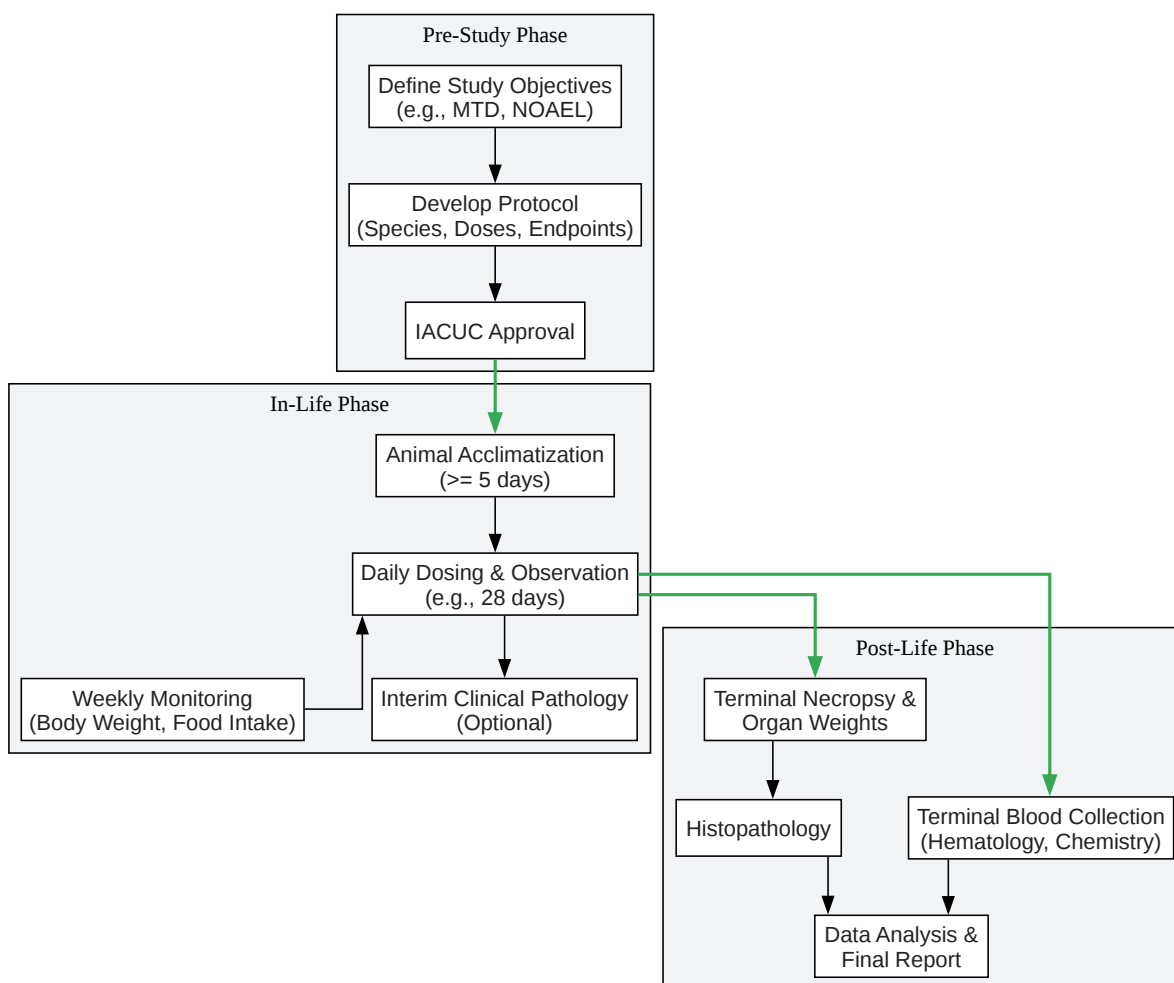 Pre-Study Phase
Define Study Objectives
(e.g., MTD, NOAEL)
Develop Protocol
(Species, Doses, Endpoints)
IACUC Approval
In-Life Phase
Animal Acclimatization
(>= 5 days)
Daily Dosing & Observation
(e.g., 28 days)
Weekly Monitoring
(Body Weight, Food Intake)
Interim Clinical Pathology
(Optional)
Post-Life Phase
Terminal Necropsy &
Organ Weights
Histopathology
Terminal Blood Collection
(Hematology, Chemistry)
Data Analysis &
Final Report